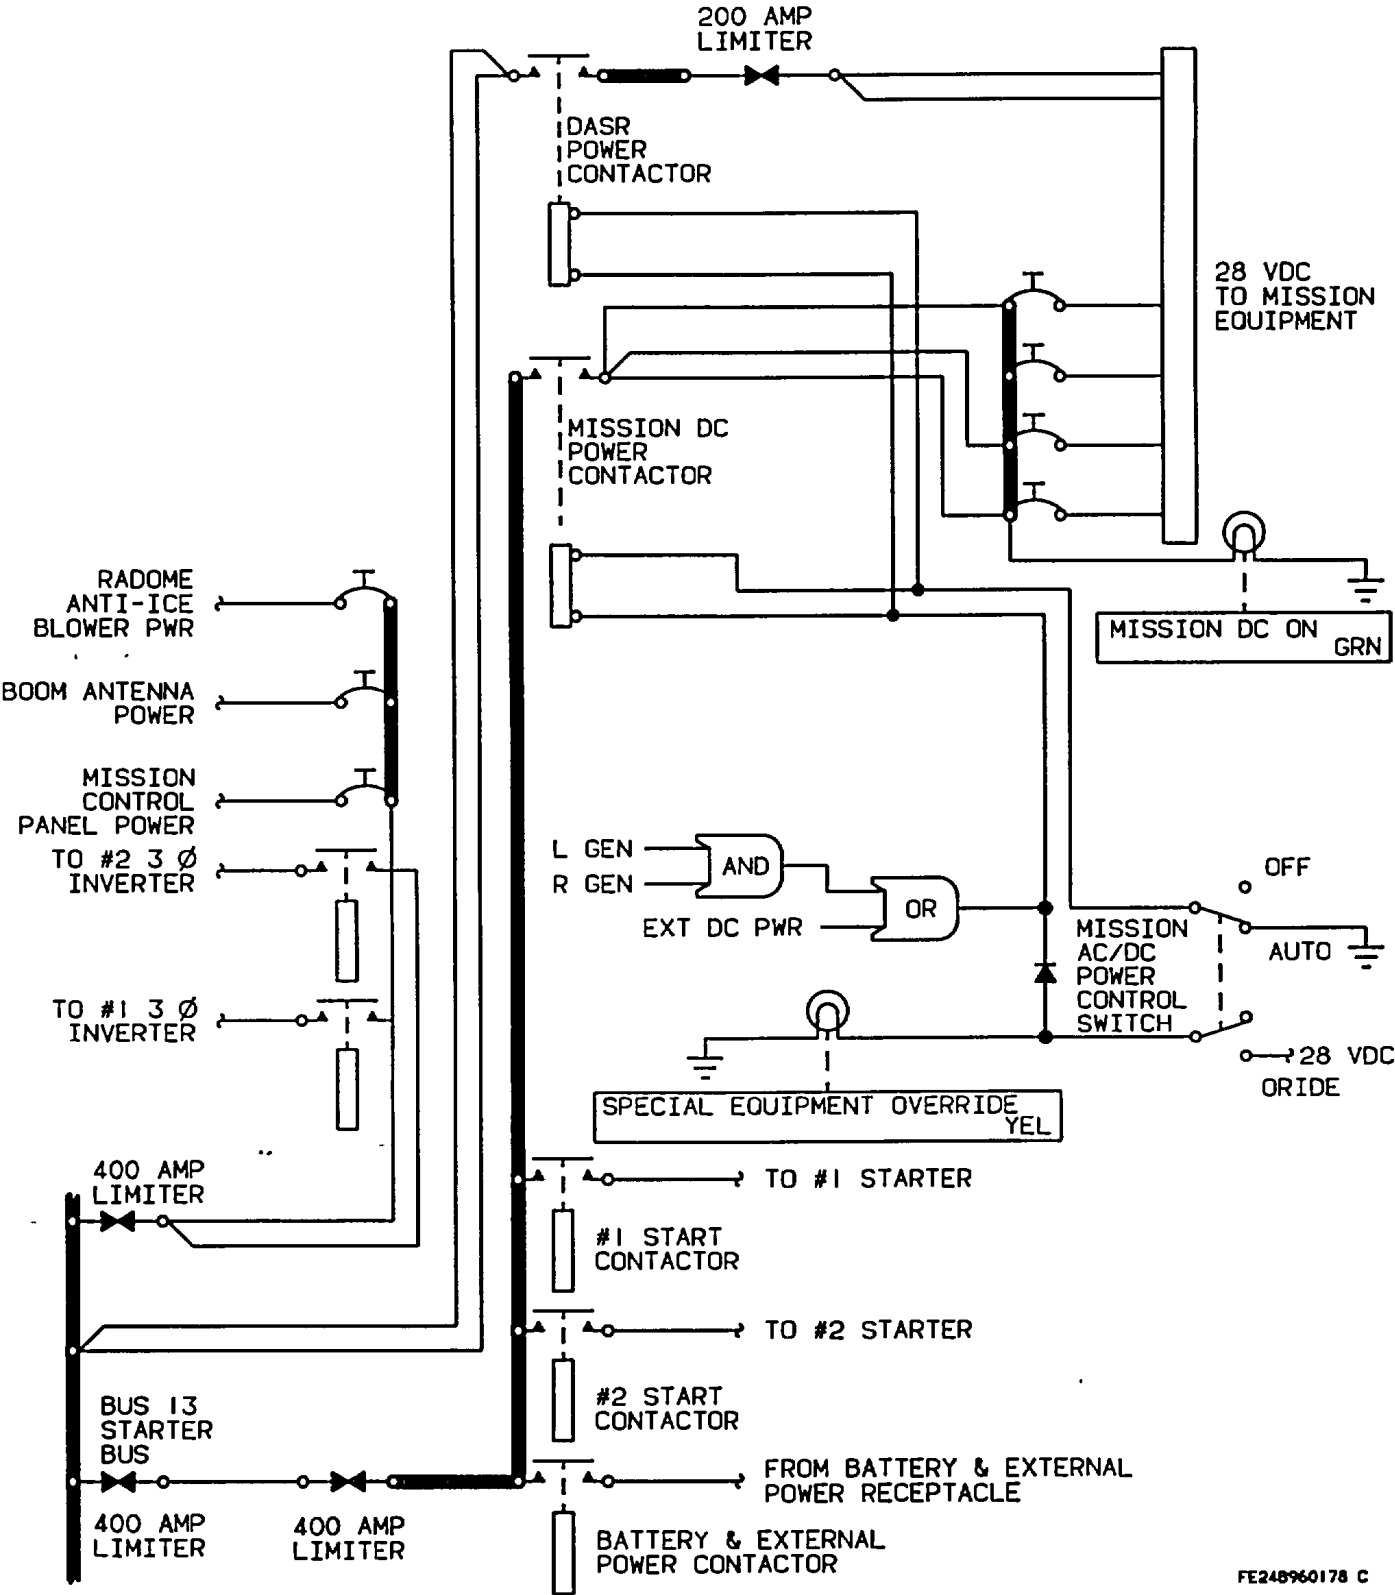 200 AMP
LIMITER
DASR
POWER
CONTACTOR
28 VDC
TO MISSION
EQUIPMENT
MISSION DC
POWER
CONTACTOR
RADOME
ANTI-ICE
BLOWER PWR
MISSION DC ON
GRN
BOOM ANTENNA
POWER
MISSION
CONTROL
PANEL POWER
TO #2 3 Ø
INVERTER
L GEN
R GEN
AND
OR
EXT DC PWR
OFF
AUTO
MISSION
AC/DC
POWER
CONTROL
SWITCH
28 VDC
ORIDE
TO #1 3 Ø
INVERTER
SPECIAL EQUIPMENT OVERRIDE
YEL
400 AMP
LIMITER
TO #1 STARTER
#1 START
CONTACTOR
TO #2 STARTER
#2 START
CONTACTOR
BUS 13
STARTER
BUS
FROM BATTERY & EXTERNAL
POWER RECEPTACLE
400 AMP
LIMITER
400 AMP
LIMITER
BATTERY & EXTERNAL
POWER CONTACTOR
FE248960178 C